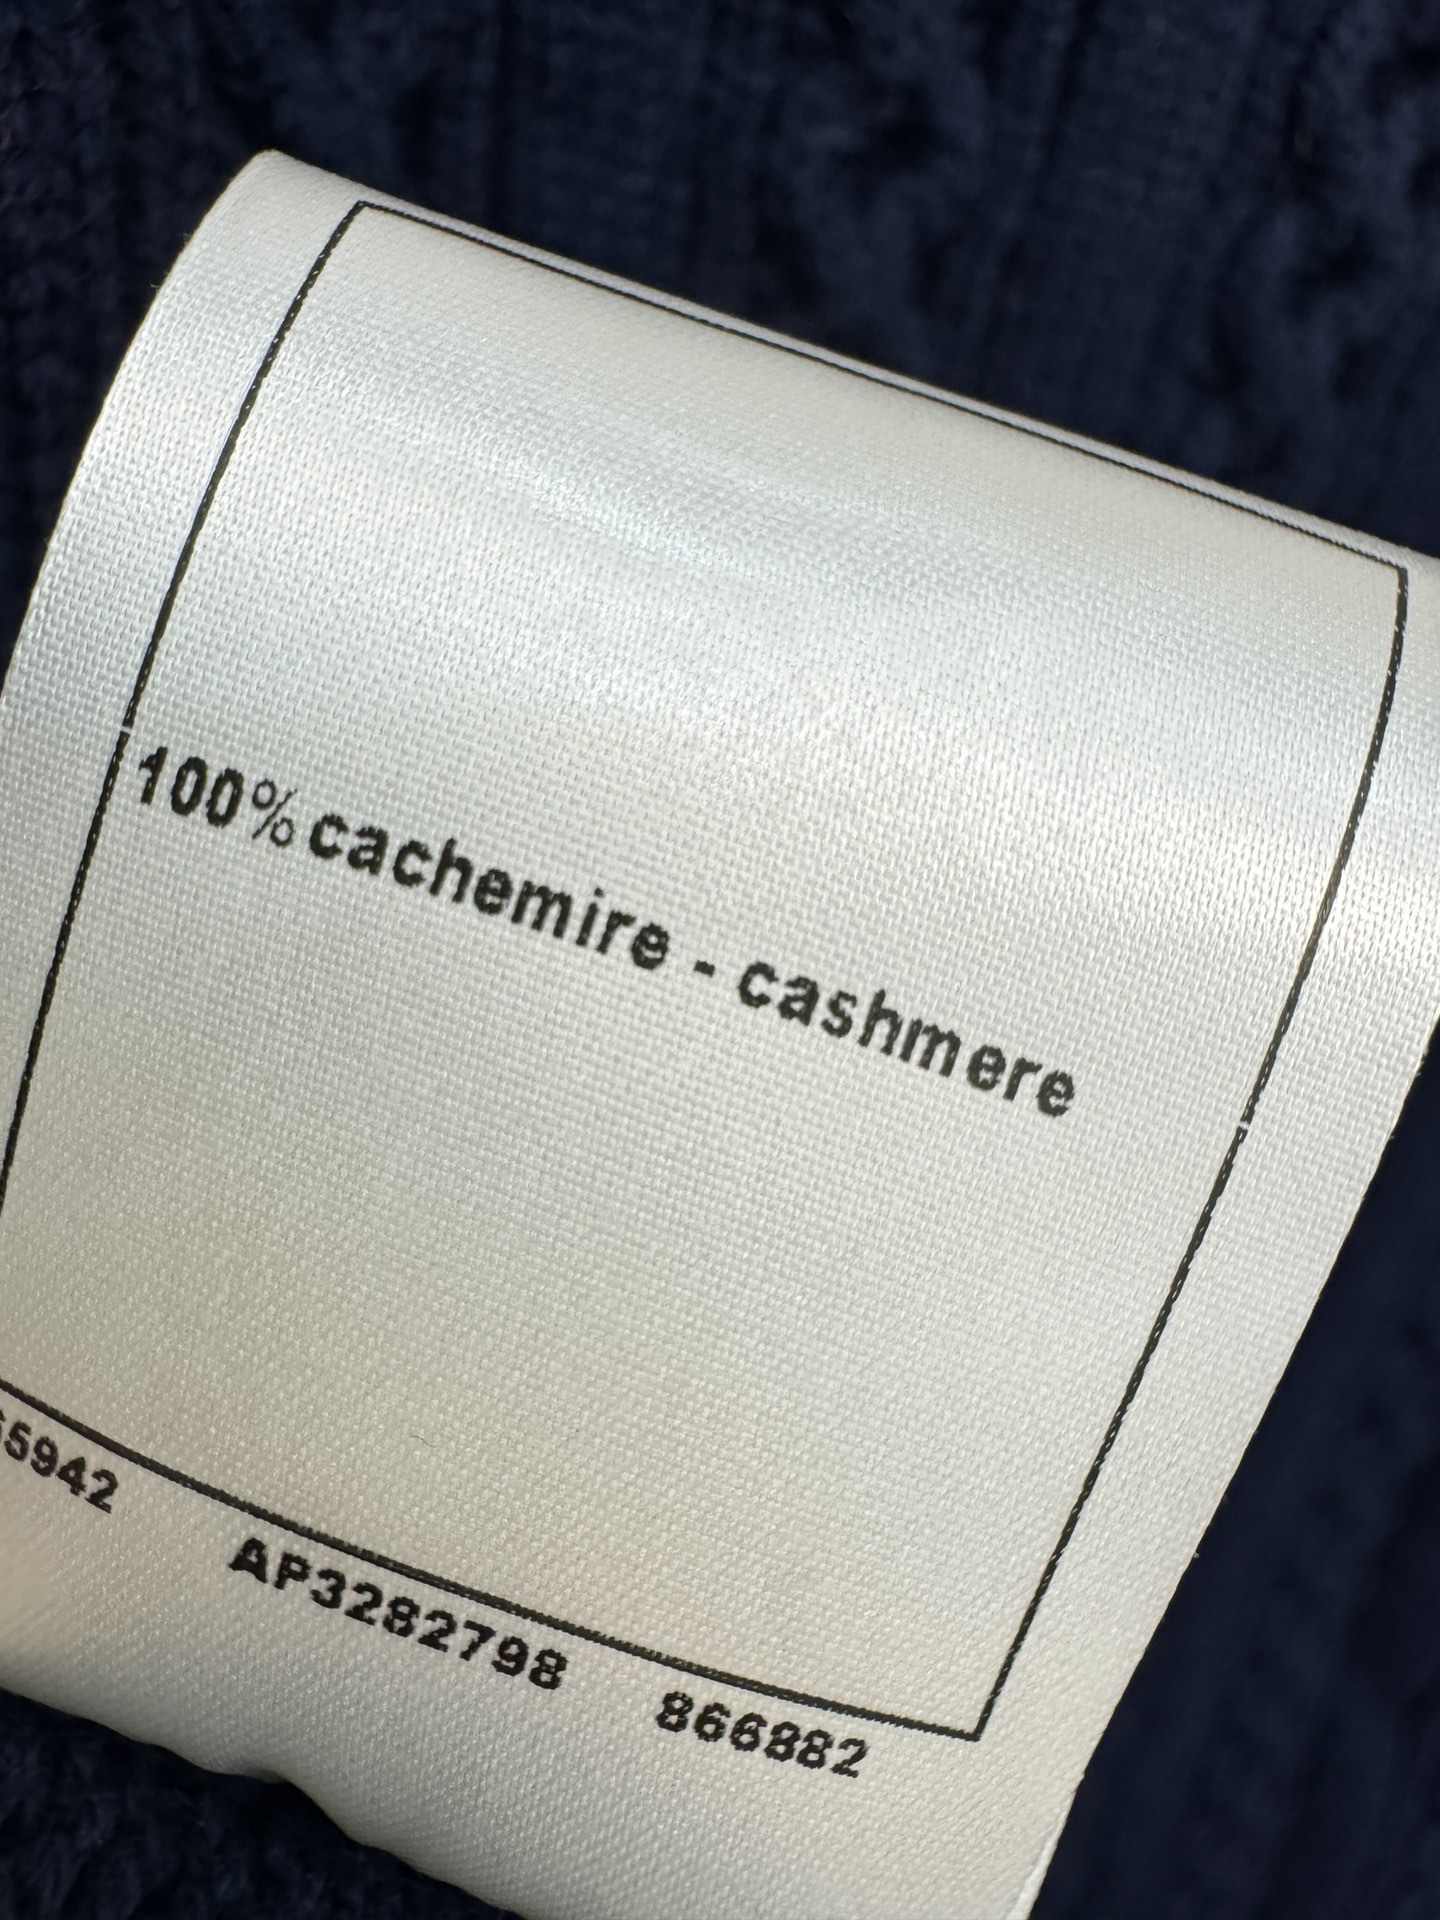 100% cachemire - cashmere
5942 AP3282798 866882